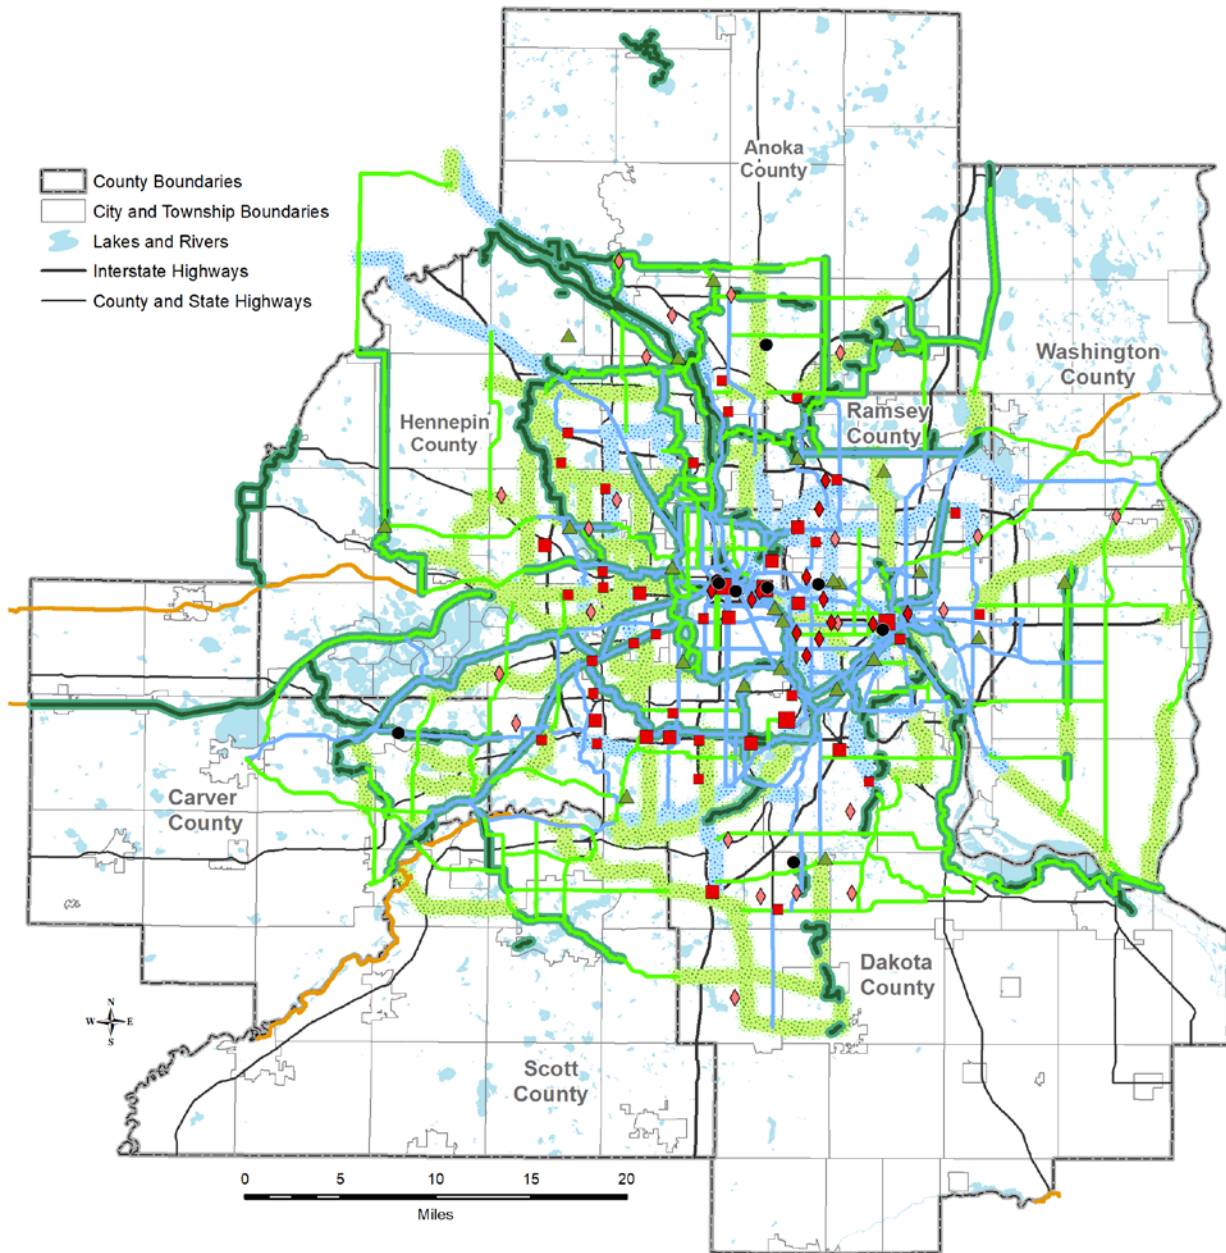 Anoka
County
County Boundaries
City and Township Boundaries
Lakes and Rivers
Interstate Highways
County and State Highways
Washington
County
Hennepin
County
Ramsey
County
Carver
County
Dakota
County
N
W E
S
Scott
County
0 5 10 15 20
Miles